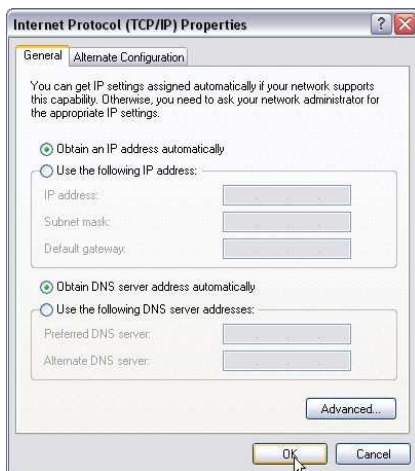 Internet Protocol (TCP/IP) Properties
General
Alternate Configuration
You can get IP settings assigned automatically if your network supports
this capability. Otherwise, you need to ask your network administrator for
the appropriate IP settings.
Obtain an IP address automatically
Use the following IP address:
IP address:
Subnet mask:
Default gateway:
Obtain DNS server address automatically
Use the following DNS server addresses:
Preferred DNS server:
Alternate DNS server:
Advanced...
OK
Cancel